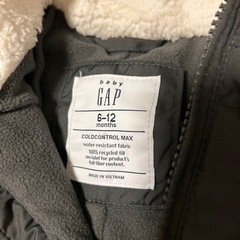 baby
GAP
6-12
months
COLDCONTROL MAX
water-resistant fabric
100% recycled fill
see label for product's
full fiber content.
MADE IN VIETNAM